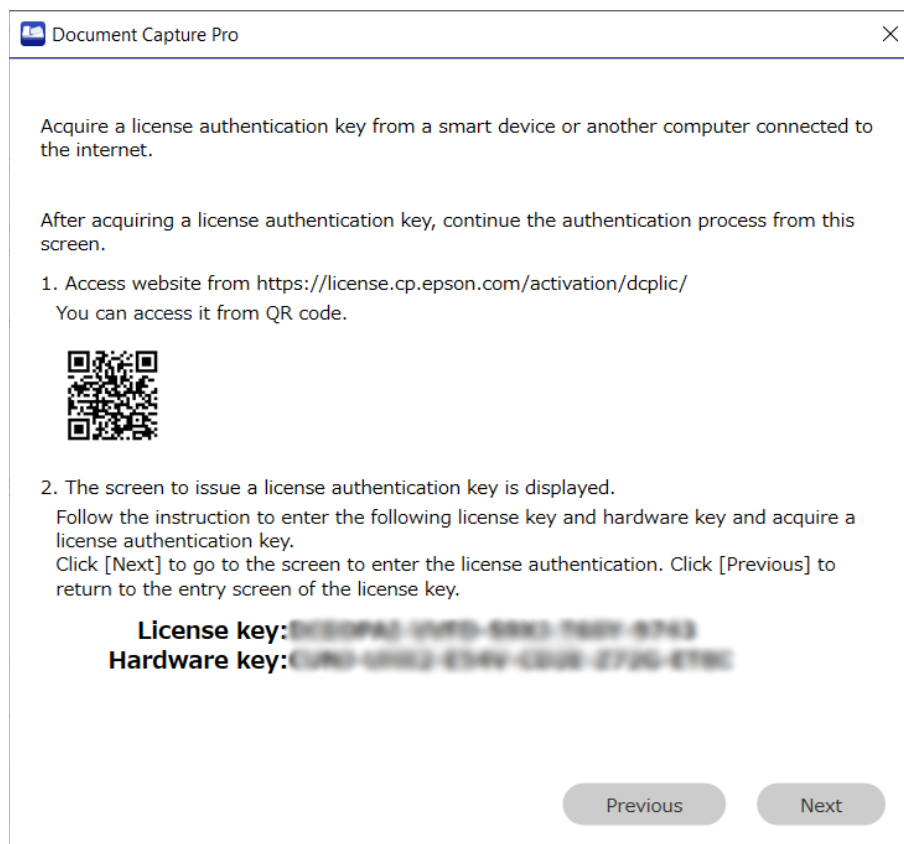 Document Capture Pro
Acquire a license authentication key from a smart device or another computer connected to
the internet.
After acquiring a license authentication key, continue the authentication process from this
screen.
1. Access website from https://license.cp.epson.com/activation/dcplic/
You can access it from QR code.
2. The screen to issue a license authentication key is displayed.
Follow the instruction to enter the following license key and hardware key and acquire a
license authentication key.
Click [Next] to go to the screen to enter the license authentication. Click [Previous] to
return to the entry screen of the license key.
License key:
Hardware key:
Previous Next